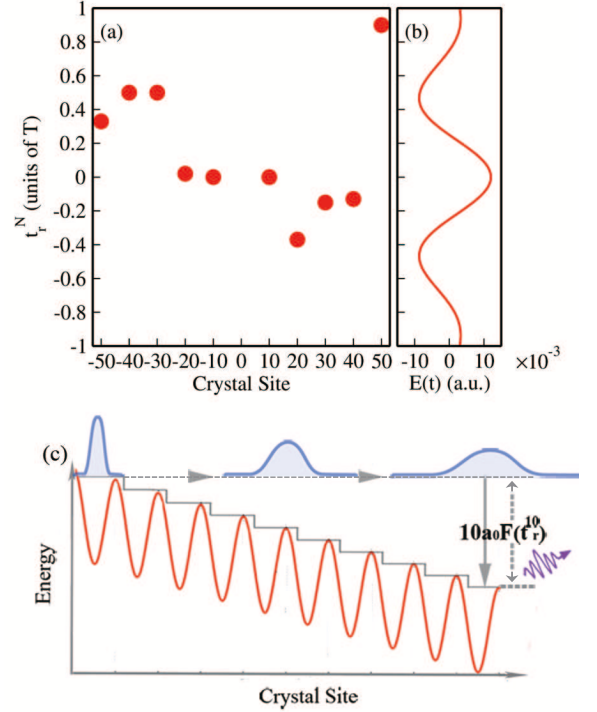 (a)
(b)
1
0.8
0.6
0.4
0.2
0
-0.2
-0.4
-0.6
-0.8
-1
t_r^N (units of T)
-50 -40 -30 -20 -10 0 10 20 30 40 50
Crystal Site
-10 0 10 ×10^-3
E(t) (a.u.)
(c)
10a₀F(t_r^10)
Energy
Crystal Site